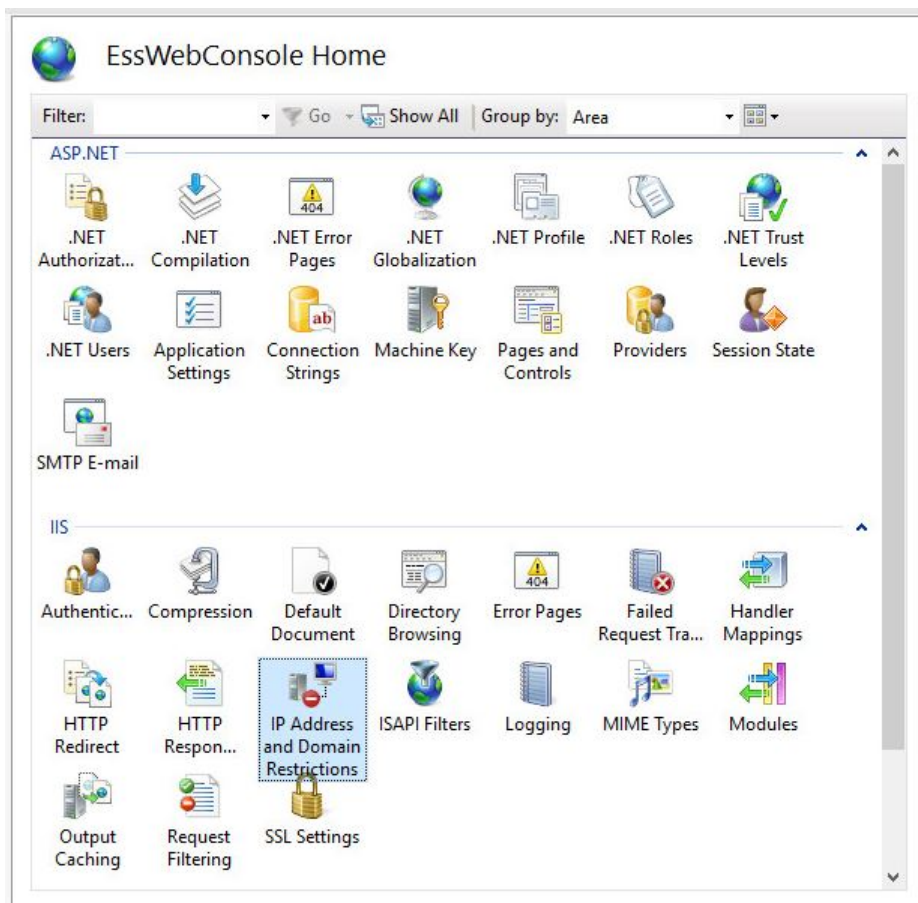 EssWebConsole Home
Filter: Go Show All Group by: Area
ASP.NET
.NET Authorizat...
.NET Compilation
404
.NET Error Pages
.NET Globalization
.NET Profile
.NET Roles
.NET Trust Levels
.NET Users
Application Settings
ab
Connection Strings
Machine Key
Pages and Controls
Providers
Session State
SMTP E-mail
IIS
Authentic...
Compression
Default Document
Directory Browsing
404
Error Pages
Failed Request Tra...
Handler Mappings
HTTP Redirect
HTTP Respon...
IP Address and Domain Restrictions
ISAPI Filters
Logging
MIME Types
Modules
Output Caching
Request Filtering
SSL Settings